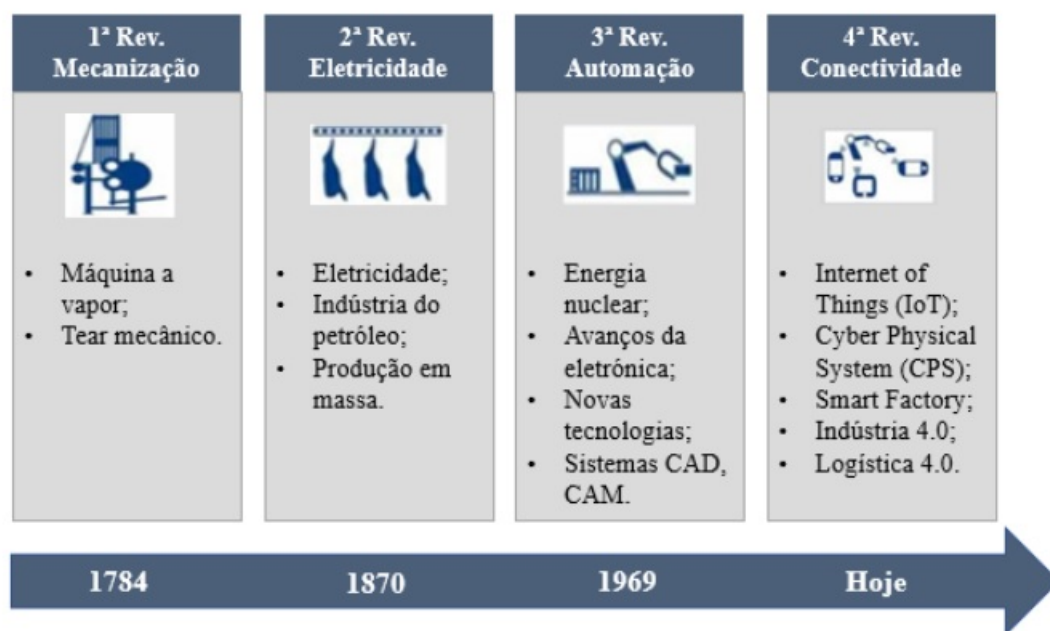 1ª Rev.
Mecanização
• Máquina a
vapor;
• Tear mecânico.
2ª Rev.
Eletricidade
• Eletricidade;
• Indústria do
petróleo;
• Produção em
massa.
3ª Rev.
Automação
• Energia
nuclear;
• Avanços da
eletrónica;
• Novas
tecnologias;
• Sistemas CAD,
CAM.
4ª Rev.
Conectividade
• Internet of
Things (IoT);
• Cyber Physical
System (CPS);
• Smart Factory;
• Indústria 4.0;
• Logística 4.0.
1784
1870
1969
Hoje